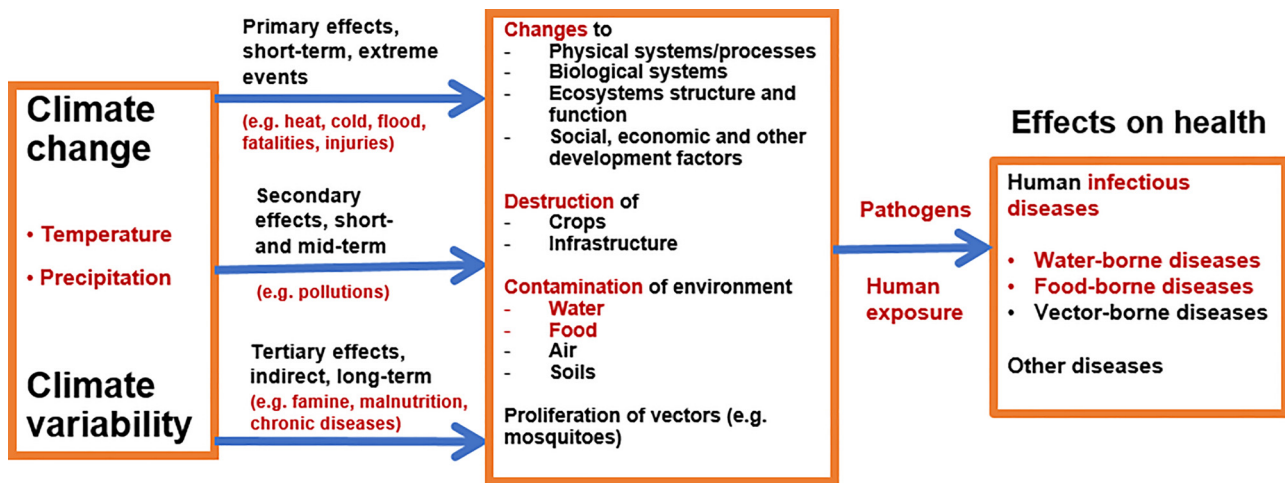 Climate
change
• Temperature
• Precipitation
Climate
variability
Primary effects,
short-term, extreme
events
(e.g. heat, cold, flood,
fatalities, injuries)
Secondary
effects, short-
and mid-term
(e.g. pollutions)
Tertiary effects,
indirect, long-term
(e.g. famine, malnutrition,
chronic diseases)
Changes to
- Physical systems/processes
- Biological systems
- Ecosystems structure and
function
- Social, economic and other
development factors
Destruction of
- Crops
- Infrastructure
Contamination of environment
- Water
- Food
- Air
- Soils
Proliferation of vectors (e.g.
mosquitoes)
Pathogens
Human
exposure
Effects on health
Human infectious
diseases
• Water-borne diseases
• Food-borne diseases
• Vector-borne diseases
Other diseases